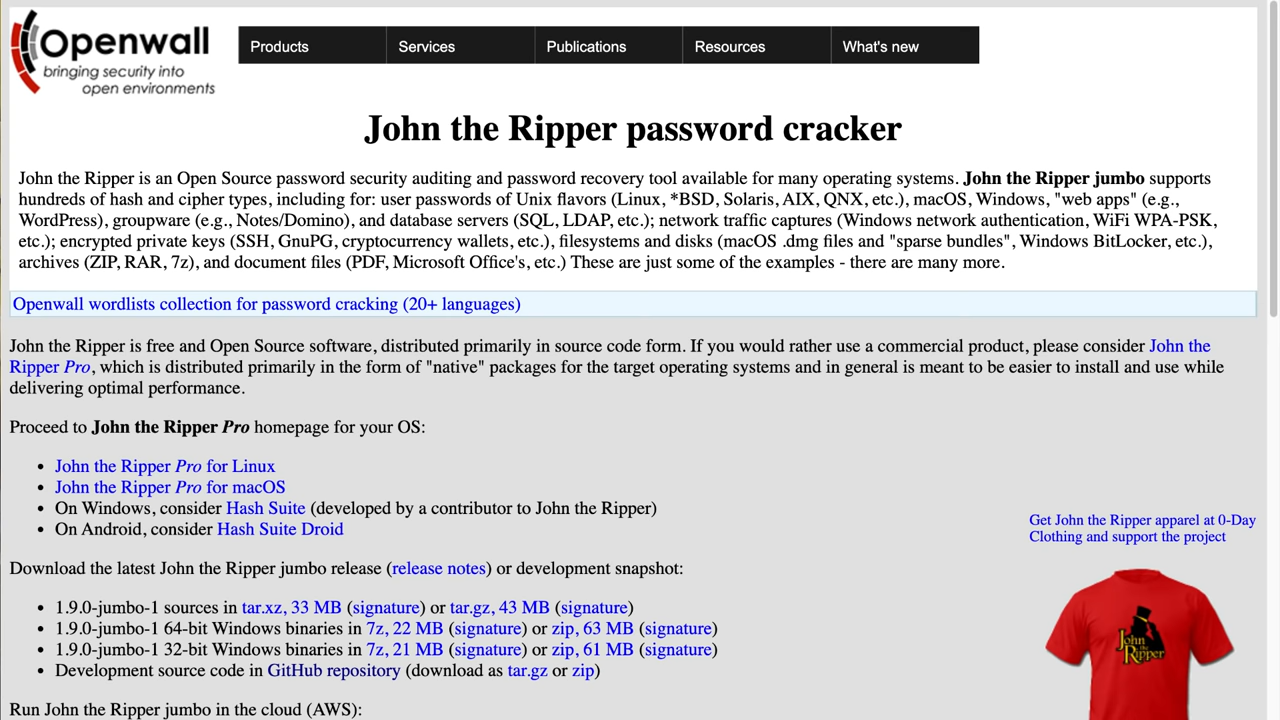 Openwall
bringing security into
open environments
Products Services Publications Resources What's new
John the Ripper password cracker
John the Ripper is an Open Source password security auditing and password recovery tool available for many operating systems. John the Ripper jumbo supports
hundreds of hash and cipher types, including for: user passwords of Unix flavors (Linux, *BSD, Solaris, AIX, QNX, etc.), macOS, Windows, "web apps" (e.g.,
WordPress), groupware (e.g., Notes/Domino), and database servers (SQL, LDAP, etc.); network traffic captures (Windows network authentication, WiFi WPA-PSK,
etc.); encrypted private keys (SSH, GnuPG, cryptocurrency wallets, etc.), filesystems and disks (macOS .dmg files and "sparse bundles", Windows BitLocker, etc.),
archives (ZIP, RAR, 7z), and document files (PDF, Microsoft Office's, etc.) These are just some of the examples - there are many more.
Openwall wordlists collection for password cracking (20+ languages)
John the Ripper is free and Open Source software, distributed primarily in source code form. If you would rather use a commercial product, please consider John the
Ripper Pro, which is distributed primarily in the form of "native" packages for the target operating systems and in general is meant to be easier to install and use while
delivering optimal performance.
Proceed to John the Ripper Pro homepage for your OS:
• John the Ripper Pro for Linux
• John the Ripper Pro for macOS
• On Windows, consider Hash Suite (developed by a contributor to John the Ripper)
• On Android, consider Hash Suite Droid
Get John the Ripper apparel at 0-Day
Clothing and support the project
Download the latest John the Ripper jumbo release (release notes) or development snapshot:
• 1.9.0-jumbo-1 sources in tar.xz, 33 MB (signature) or tar.gz, 43 MB (signature)
• 1.9.0-jumbo-1 64-bit Windows binaries in 7z, 22 MB (signature) or zip, 63 MB (signature)
• 1.9.0-jumbo-1 32-bit Windows binaries in 7z, 21 MB (signature) or zip, 61 MB (signature)
• Development source code in GitHub repository (download as tar.gz or zip)
John
the
Ripper
Run John the Ripper jumbo in the cloud (AWS):